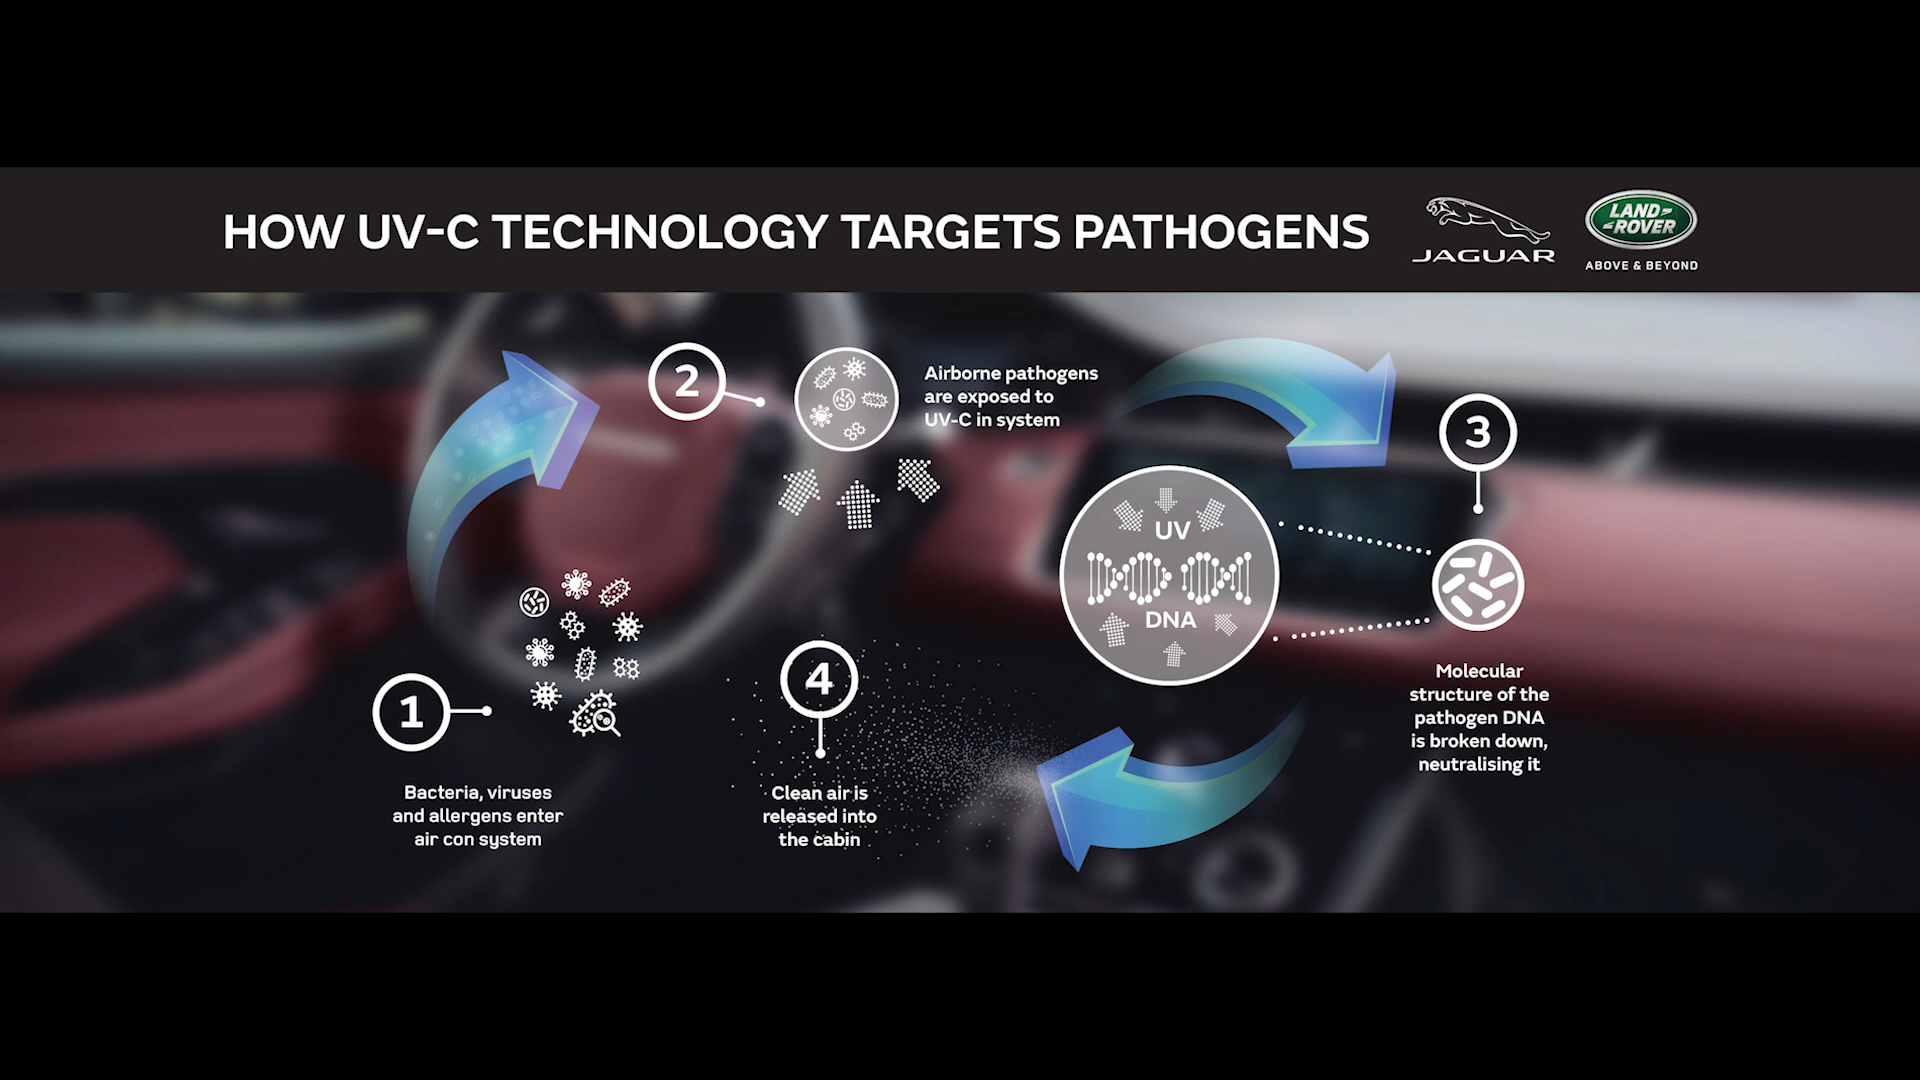 HOW UV-C TECHNOLOGY TARGETS PATHOGENS
JAGUAR
LAND-
-ROVER
ABOVE & BEYOND
1
Bacteria, viruses
and allergens enter
air con system
2
Airborne pathogens
are exposed to
UV-C in system
3
UV
DNA
Molecular
structure of the
pathogen DNA
is broken down,
neutralising it
4
Clean air is
released into
the cabin